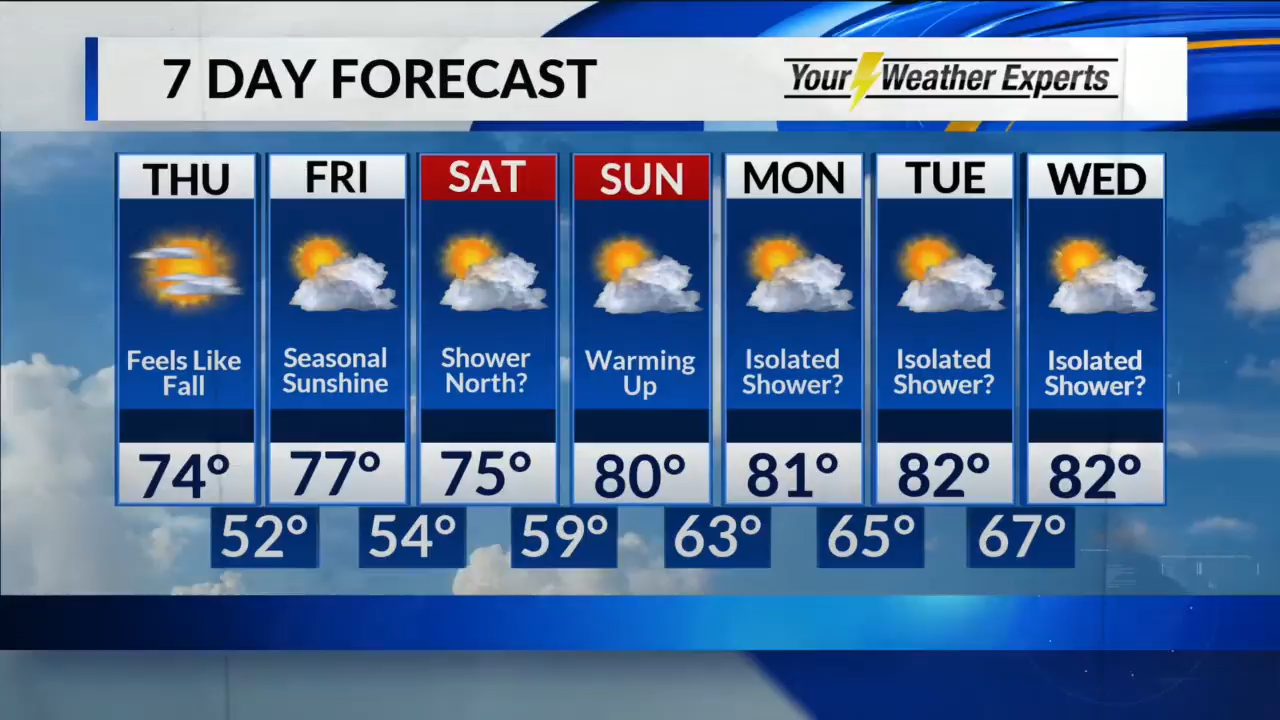 7 DAY FORECAST
Your Weather Experts
THU FRI SAT SUN MON TUE WED
Feels Like Seasonal Shower Warming Isolated Isolated Isolated
Fall Sunshine North? Up Shower? Shower? Shower?
74° 77° 75° 80° 81° 82° 82°
52° 54° 59° 63° 65° 67°